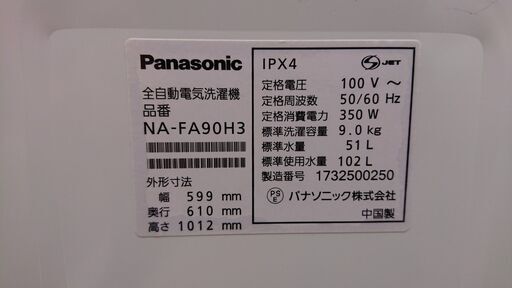 Panasonic
全自動電気洗濯機
品番
NA-FA90H3
外形寸法
幅 599 mm
奥行 610 mm
高さ 1012 mm
IPX4
S JET
定格電圧 100 V ～
定格周波数 50/60 Hz
定格消費電力 350 W
標準洗濯容量 9.0 kg
標準水量 51 L
標準使用水量 102 L
製造番号 1732500250
PS E パナソニック株式会社
中国製